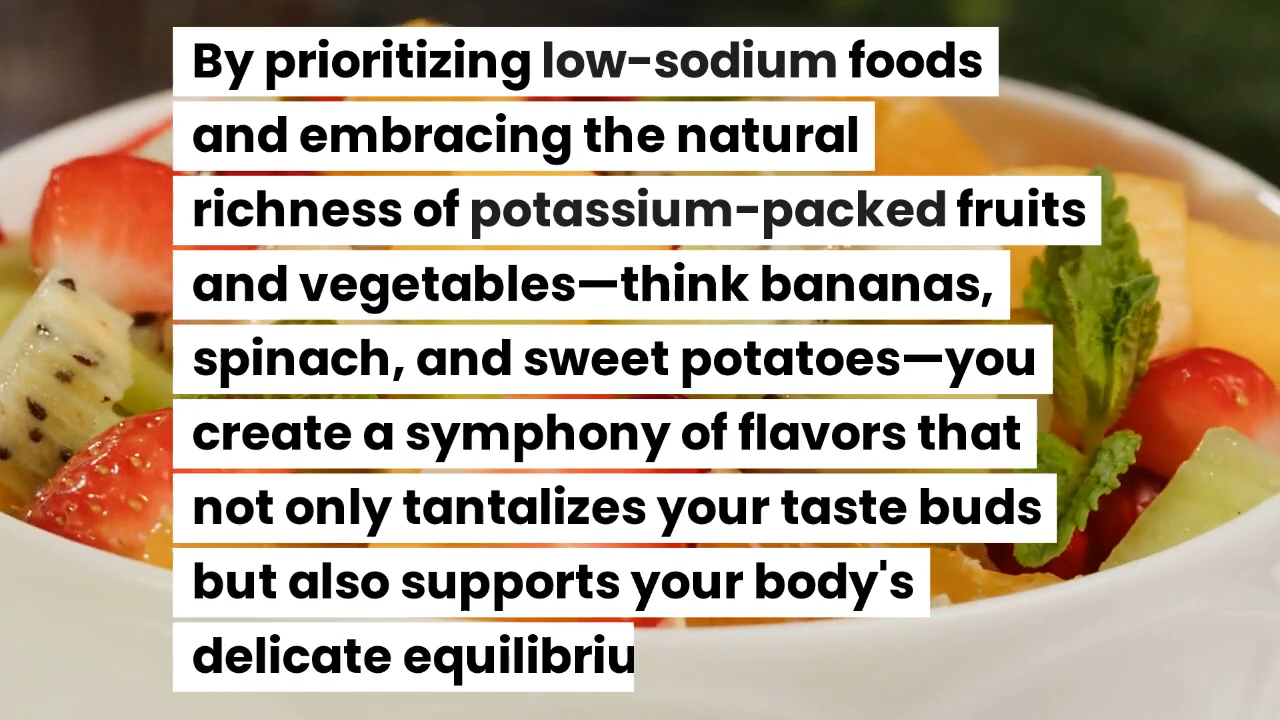 By prioritizing low-sodium foods
and embracing the natural
richness of potassium-packed fruits
and vegetables—think bananas,
spinach, and sweet potatoes—you
create a symphony of flavors that
not only tantalizes your taste buds
but also supports your body's
delicate equilibriu